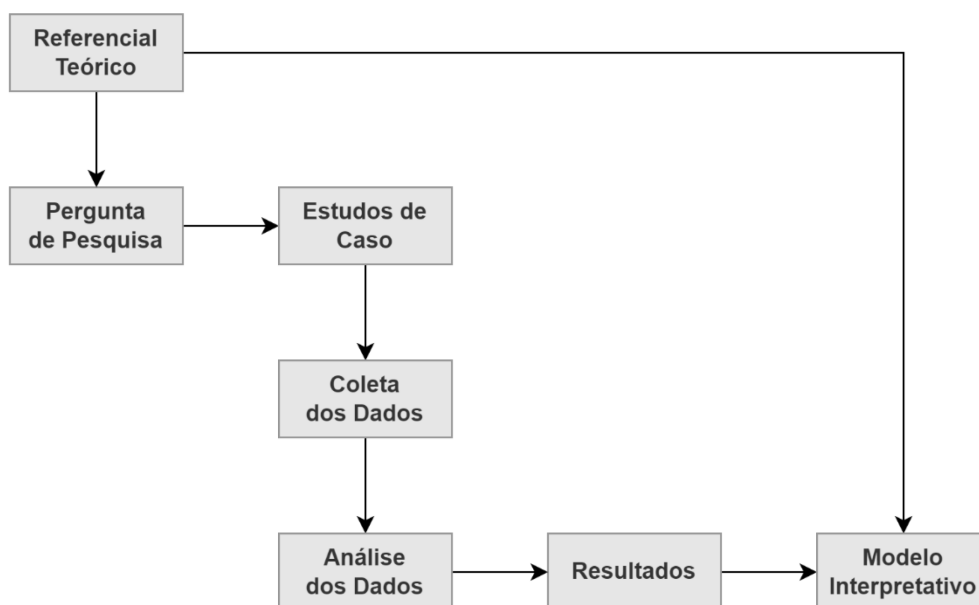 Referencial
Teórico
Pergunta
de Pesquisa
Estudos de
Caso
Coleta
dos Dados
Análise
dos Dados
Resultados
Modelo
Interpretativo